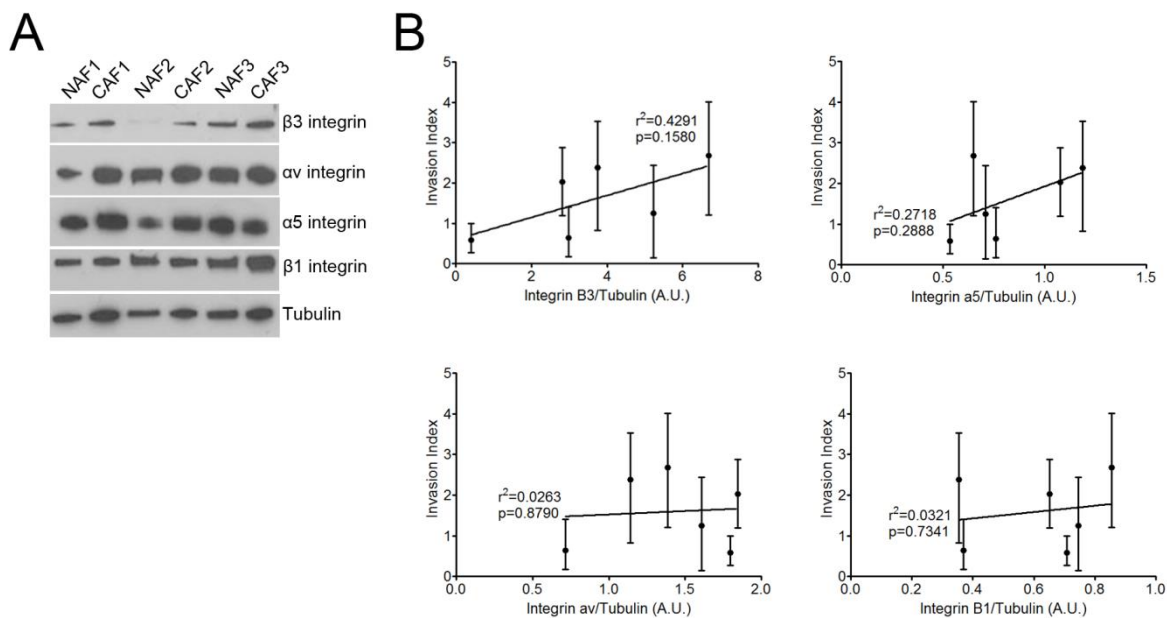 A
NAF1 CAF1 NAF2 CAF2 NAF3 CAF3
β3 integrin
αv integrin
α5 integrin
β1 integrin
Tubulin
B
Invasion Index
5
4
3
2
1
0
r²=0.4291
p=0.1580
0 2 4 6 8
Integrin B3/Tubulin (A.U.)
Invasion Index
5
4
3
2
1
0
r²=0.2718
p=0.2888
0.0 0.5 1.0 1.5
Integrin a5/Tubulin (A.U.)
Invasion Index
5
4
3
2
1
0
r²=0.0263
p=0.8790
0.0 0.5 1.0 1.5 2.0
Integrin av/Tubulin (A.U.)
Invasion Index
5
4
3
2
1
0
r²=0.0321
p=0.7341
0.0 0.2 0.4 0.6 0.8 1.0
Integrin B1/Tubulin (A.U.)